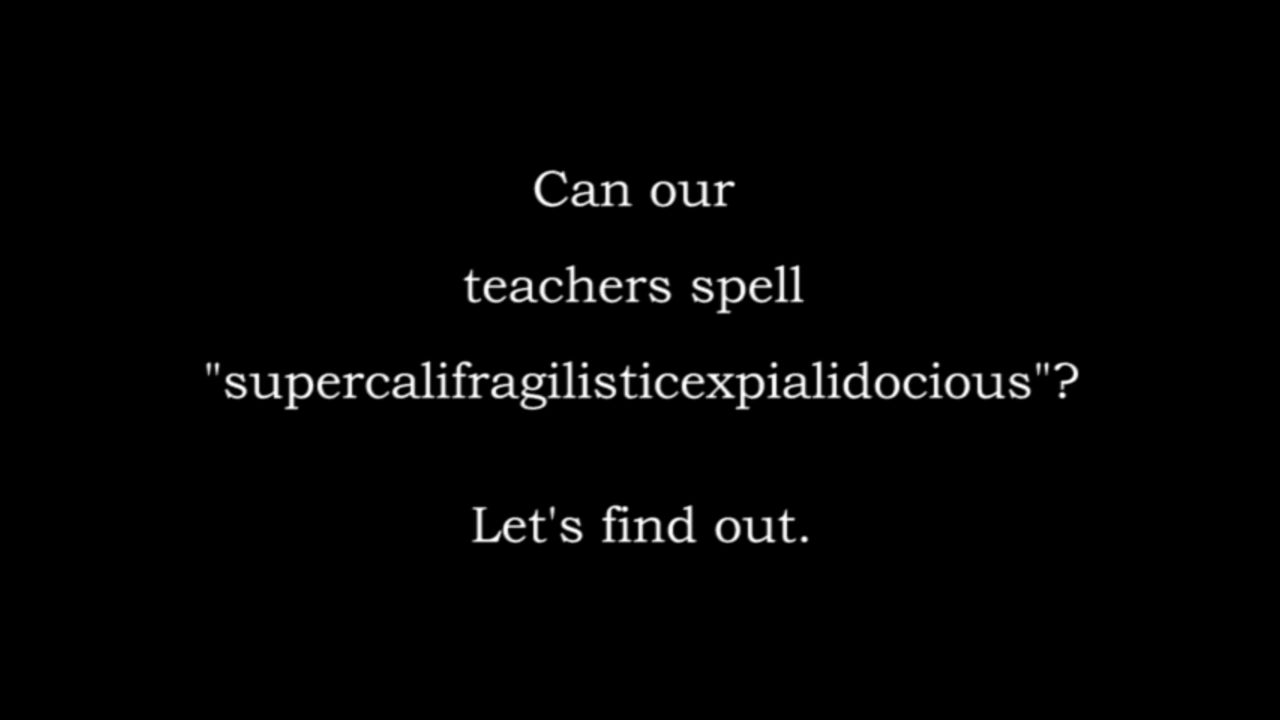 Can our
teachers spell
"supercalifragilisticexpialidocious"?
Let's find out.